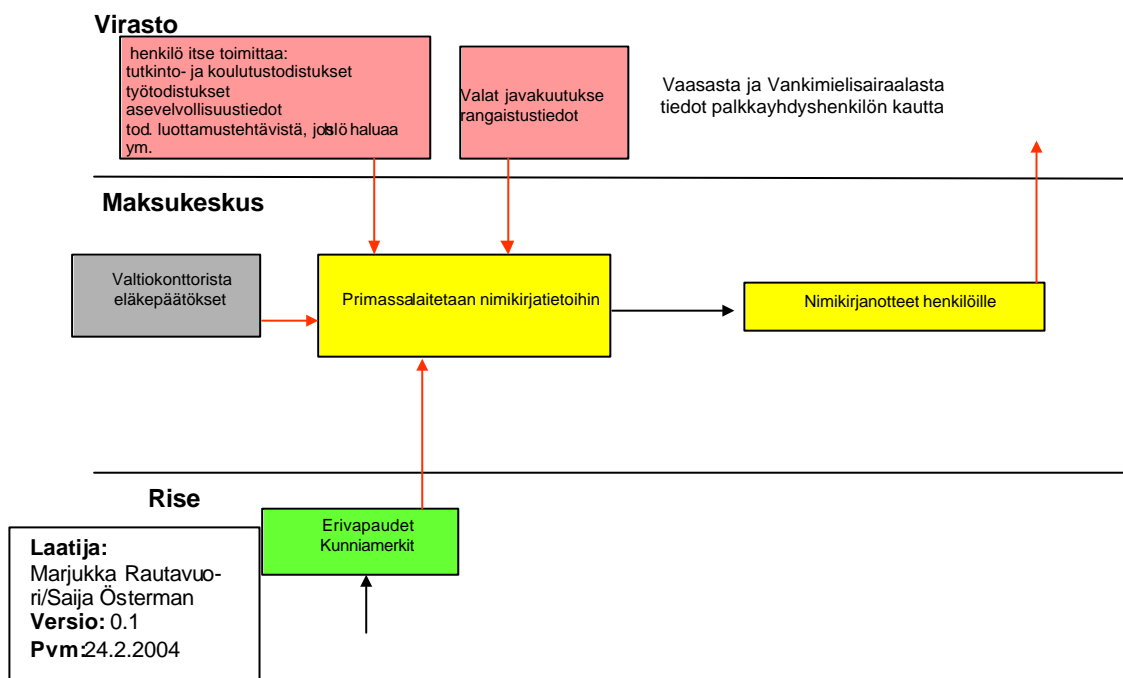 Virasto
henkilö itse toimittaa:
tutkinto- ja koulutustodistukset
työtodistukset
asevelvollisuustiedot
tod. luottamustehtävistä, jos hlö haluaa
ym.
Valat javakuutukse
rangaistustiedot
Vaasasta ja Vankimielisairaalasta
tiedot palkkayhdyshenkilön kautta
Maksukeskus
Valtiokonttorista
eläkepäätökset
Primassalaitetaan nimikirjatietoihin
Nimikirjanotteet henkilöille
Rise
Erivapaudet
Kunniamerkit
Laatija:
Marjukka Rautavuo-
ri/Saija Österman
Versio: 0.1
Pvm:24.2.2004